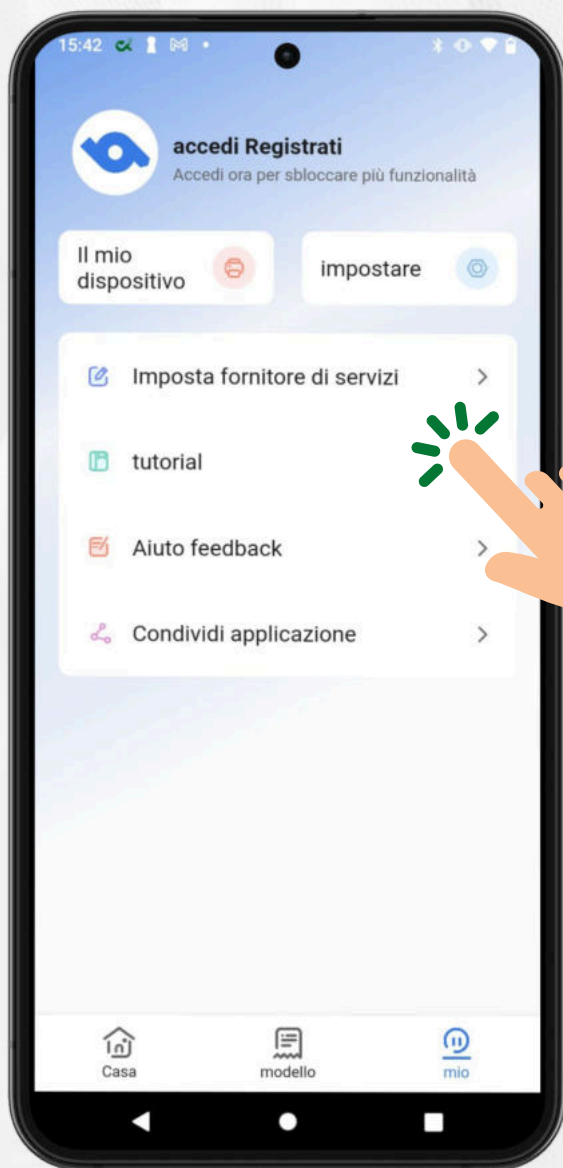 15:42
accedi Registrati
Accedi ora per sbloccare più funzionalità
Il mio
dispositivo
impostare
Imposta fornitore di servizi
tutorial
Aiuto feedback
Condividi applicazione
Casa
modello
mio